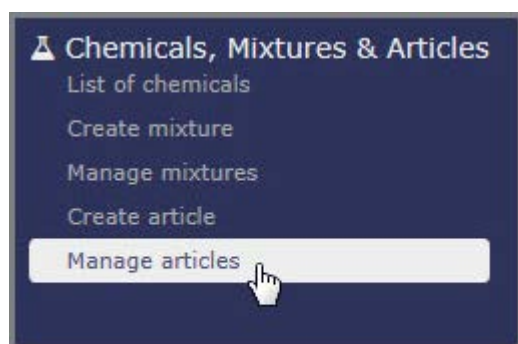 Chemicals, Mixtures & Articles
List of chemicals
Create mixture
Manage mixtures
Create article
Manage articles